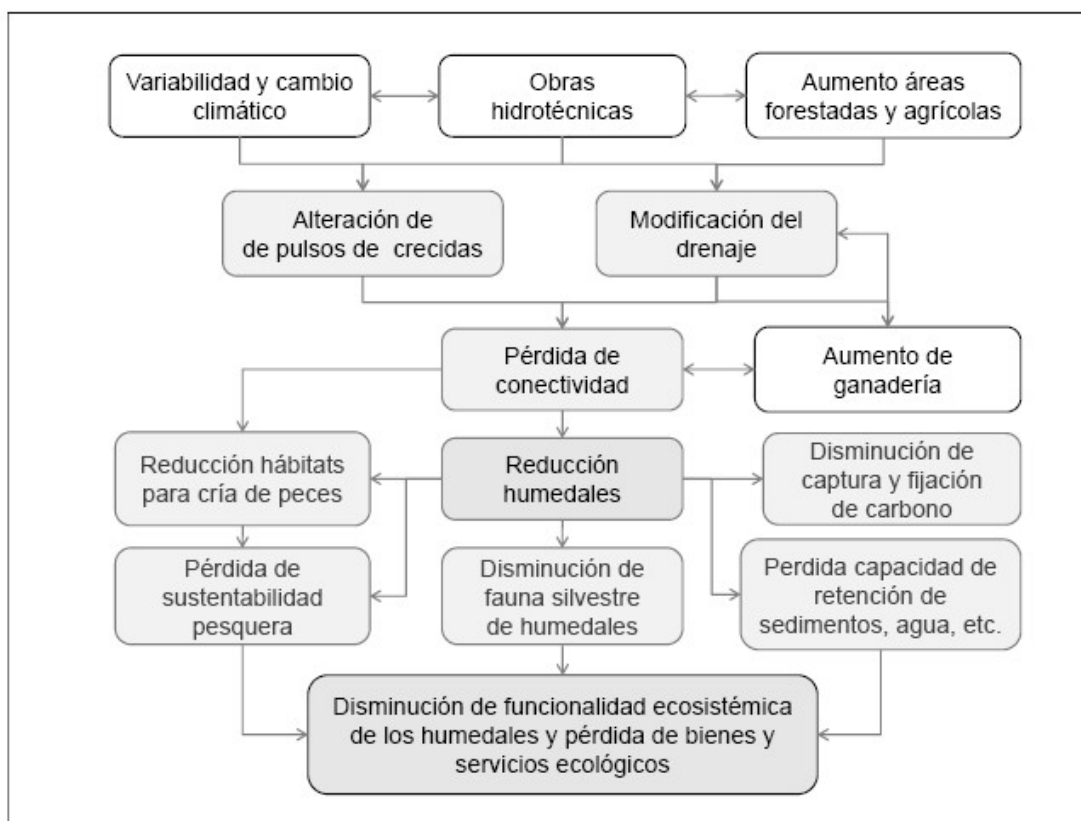 Variabilidad y cambio
climático
Obras
hidrotécnicas
Aumento áreas
forestadas y agrícolas
Alteración de
de pulsos de crecidas
Modificación del
drenaje
Pérdida de
conectividad
Aumento de
ganadería
Reducción hábitats
para cría de peces
Reducción
humedales
Disminución de
captura y fijación
de carbono
Pérdida de
sustentabilidad
pesquera
Disminución de
fauna silvestre
de humedales
Perdida capacidad de
retención de
sedimentos, agua, etc.
Disminución de funcionalidad ecosistémica
de los humedales y pérdida de bienes y
servicios ecológicos